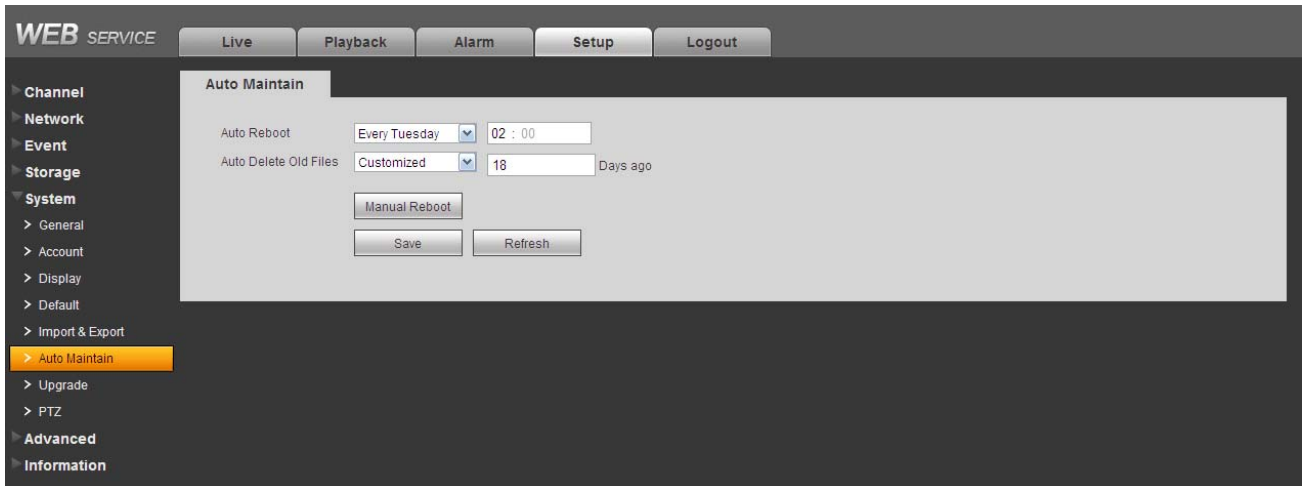 WEB SERVICE
Live Playback Alarm Setup Logout
Channel
Network
Event
Storage
System
> General
> Account
> Display
> Default
> Import & Export
> Auto Maintain
> Upgrade
> PTZ
Advanced
Information
Auto Maintain
Auto Reboot Every Tuesday 02 : 00
Auto Delete Old Files Customized 18 Days ago
Manual Reboot
Save Refresh